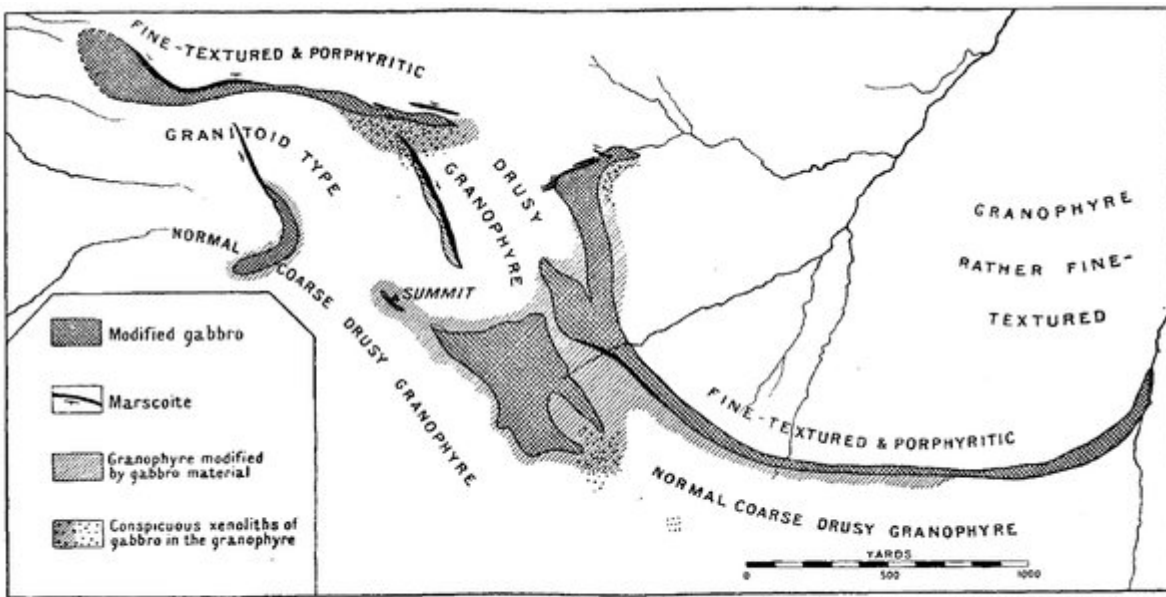 FINE-TEXTURED & PORPHYRITIC
GRANITOID TYPE
DRUSY
GRANOPHYRE
NORMAL COARSE DRUSY GRANOPHYRE
SUMMIT
GRANOPHYRE
RATHER FINE-
TEXTURED
FINE-TEXTURED & PORPHYRITIC
NORMAL COARSE DRUSY GRANOPHYRE
Modified gabbro
Marscoite
Granophyre modified
by gabbro material
Conspicuous xenoliths of
gabbro in the granophyre
YARDS
0 500 1000